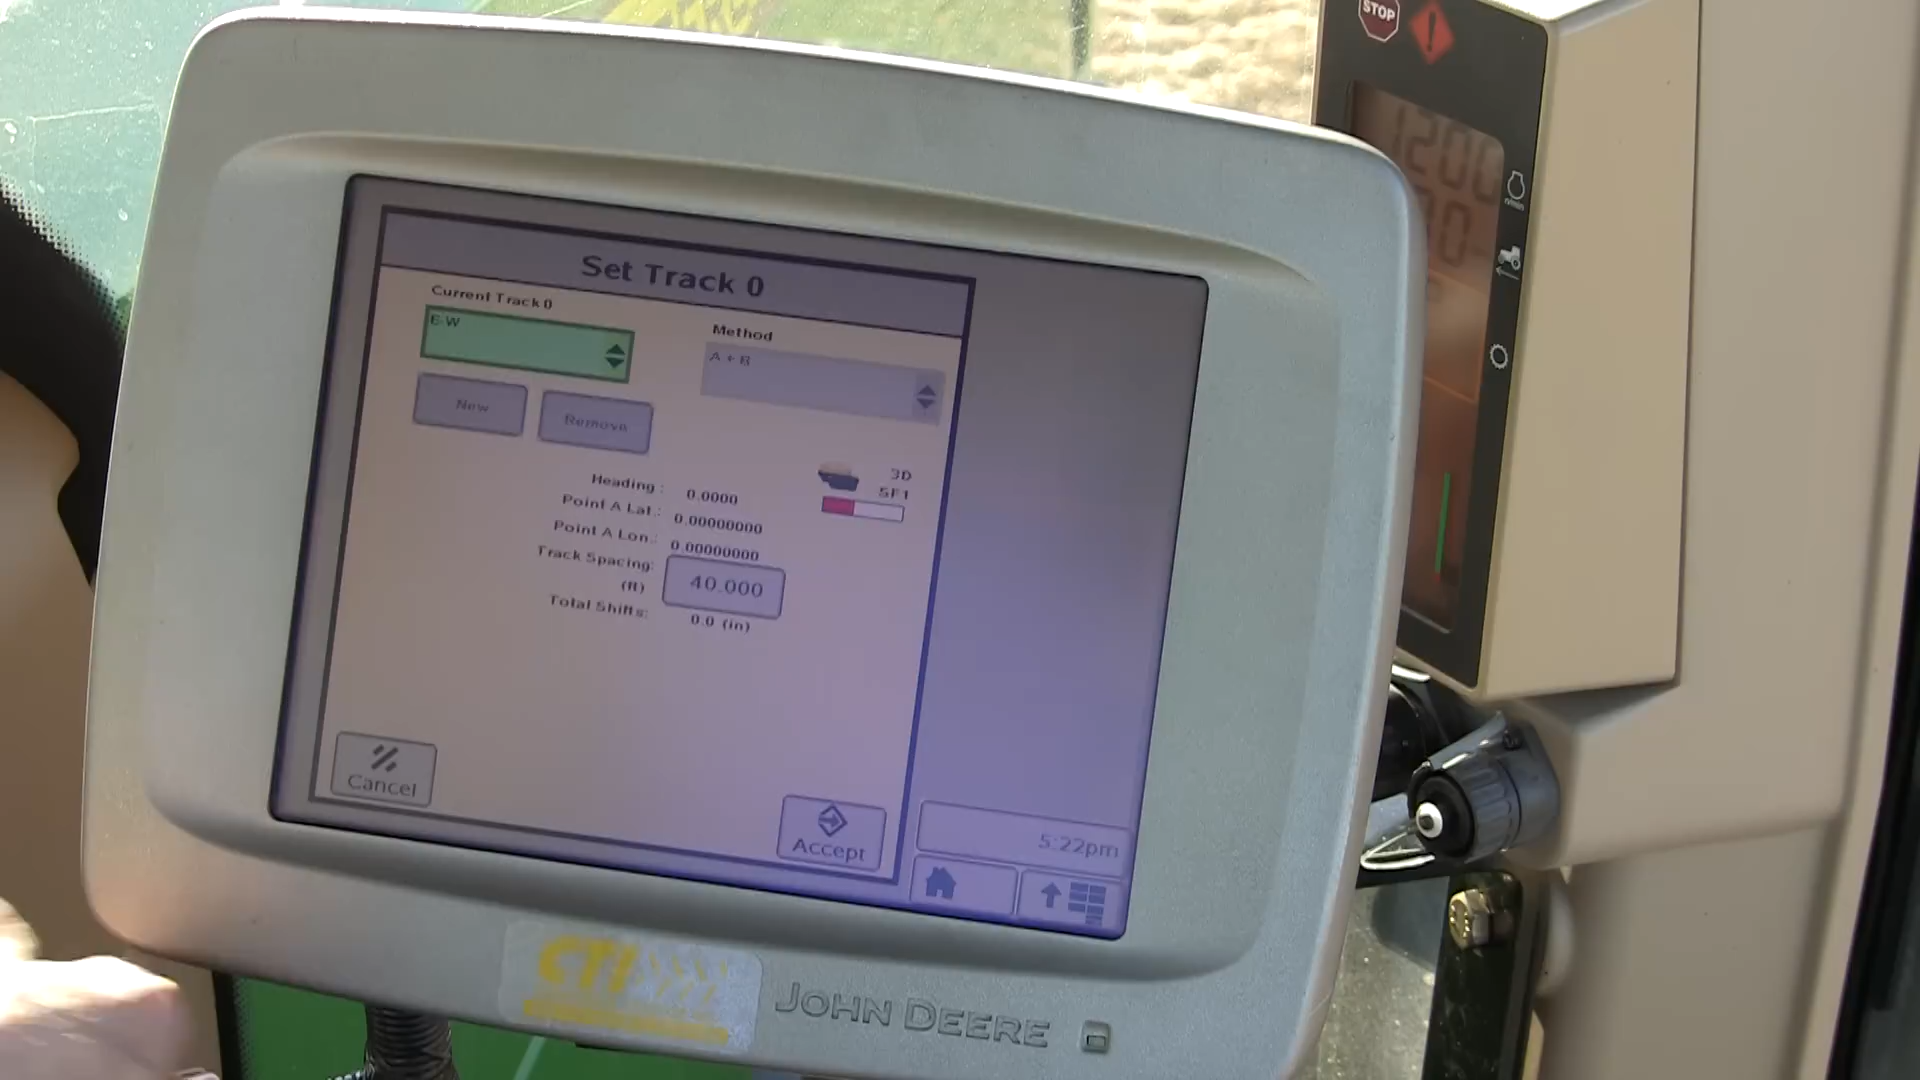 STOP
1200
Set Track 0
Current Track 0
E-W
Method
A + B
New
Remove
3D
SF1
Heading : 0.0000
Point A Lat.: 0.00000000
Point A Lon.: 0.00000000
Track Spacing: (ft) 40.000
Total Shifts: 0.0 (in)
Cancel
Accept
5:22pm
CTI
JOHN DEERE